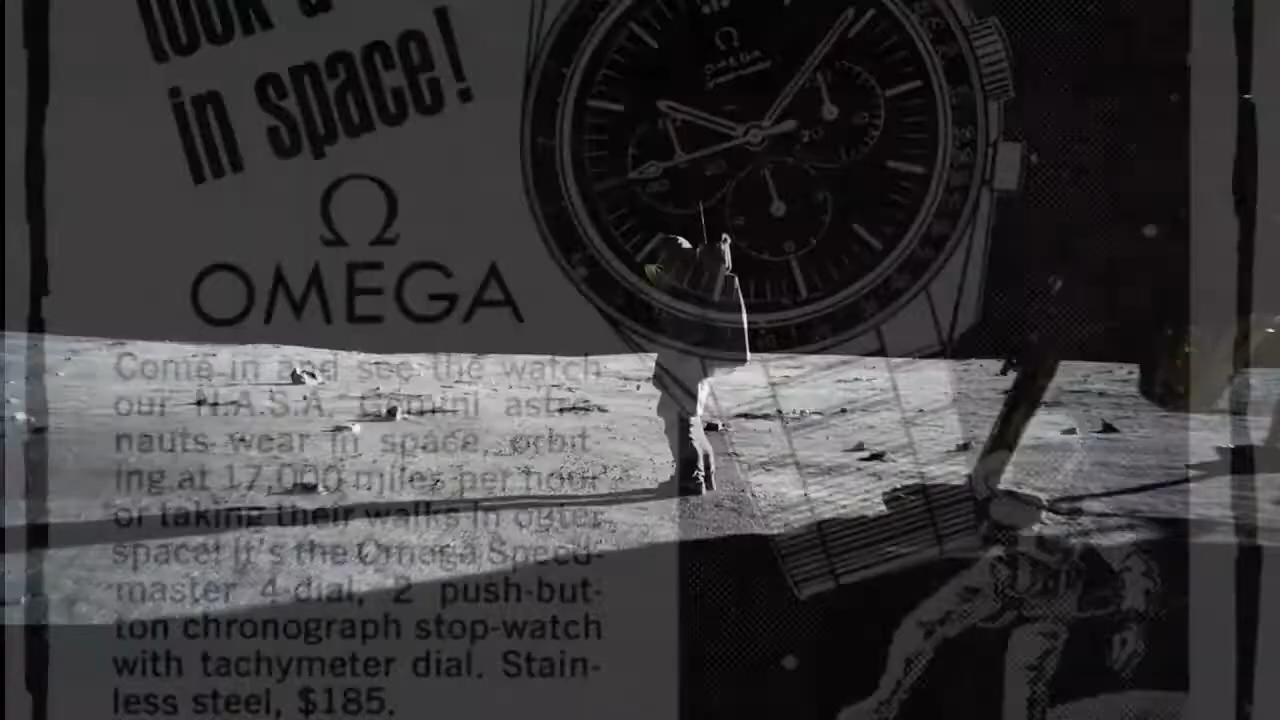 look a
in space!
Ω
OMEGA
Ω
OMEGA
Come in and see the watch
our N.A.S.A. Gemini astro-
nauts wear in space, orbit
ing at 17,000 miles per hour
or taking their walks in outer
space! It's the Omega Speed-
master 4-dial, 2 push-but-
ton chronograph stop-watch
with tachymeter dial. Stain-
less steel, $185.